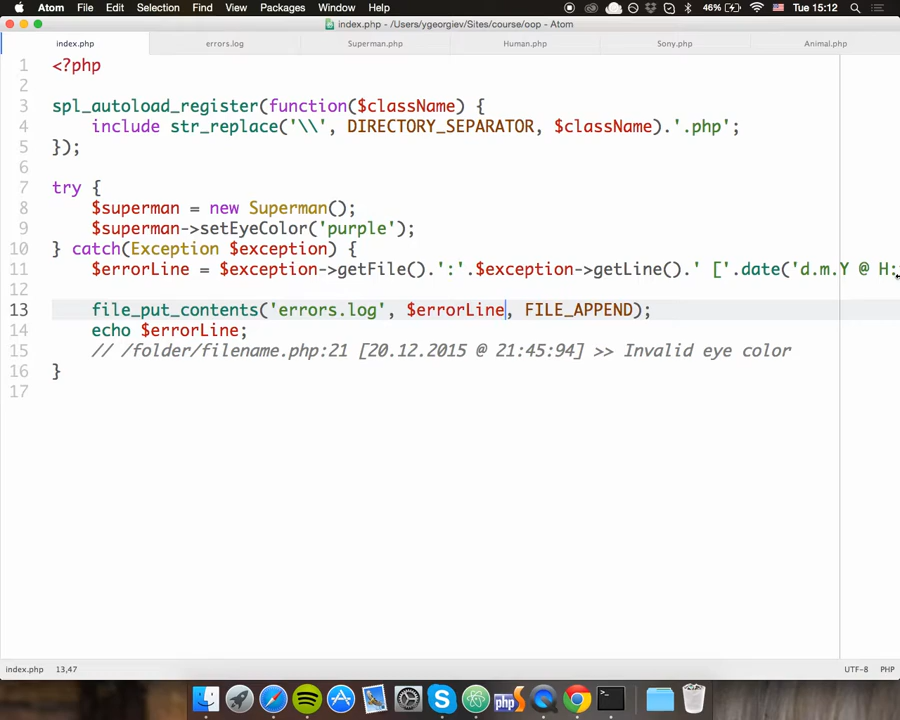 Atom File Edit Selection Find View Packages Window Help 46% Tue 15:12
index.php - /Users/ygeorgiev/Sites/course/oop - Atom
index.php errors.log Superman.php Human.php Sony.php Animal.php
1 <?php
2
3 spl_autoload_register(function($className) {
4 include str_replace('\\', DIRECTORY_SEPARATOR, $className).'.php';
5 });
6
7 try {
8 $superman = new Superman();
9 $superman->setEyeColor('purple');
10 } catch(Exception $exception) {
11 $errorLine = $exception->getFile().':'.$exception->getLine().' ['.date('d.m.Y @ H:
12
13 file_put_contents('errors.log', $errorLine, FILE_APPEND);
14 echo $errorLine;
15 // /folder/filename.php:21 [20.12.2015 @ 21:45:94] >> Invalid eye color
16 }
17
index.php 13,47 UTF-8 PHP
php